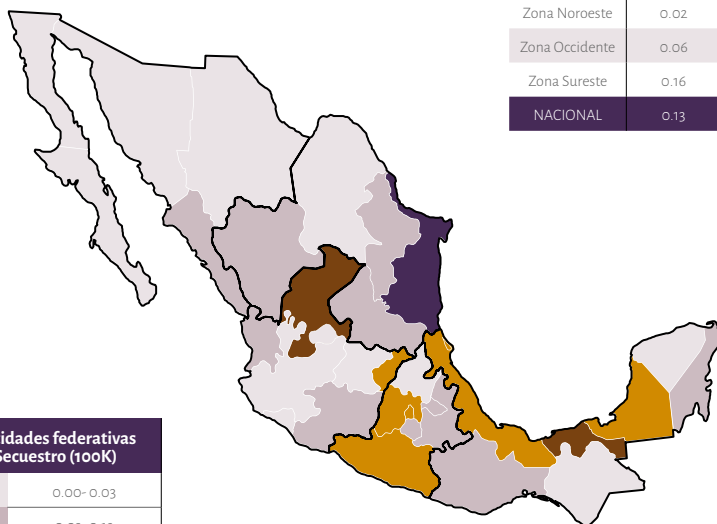 Zona Noroeste 0.02
Zona Occidente 0.06
Zona Sureste 0.16
NACIONAL 0.13
idades federativas
Secuestro (100K)
0.00- 0.03